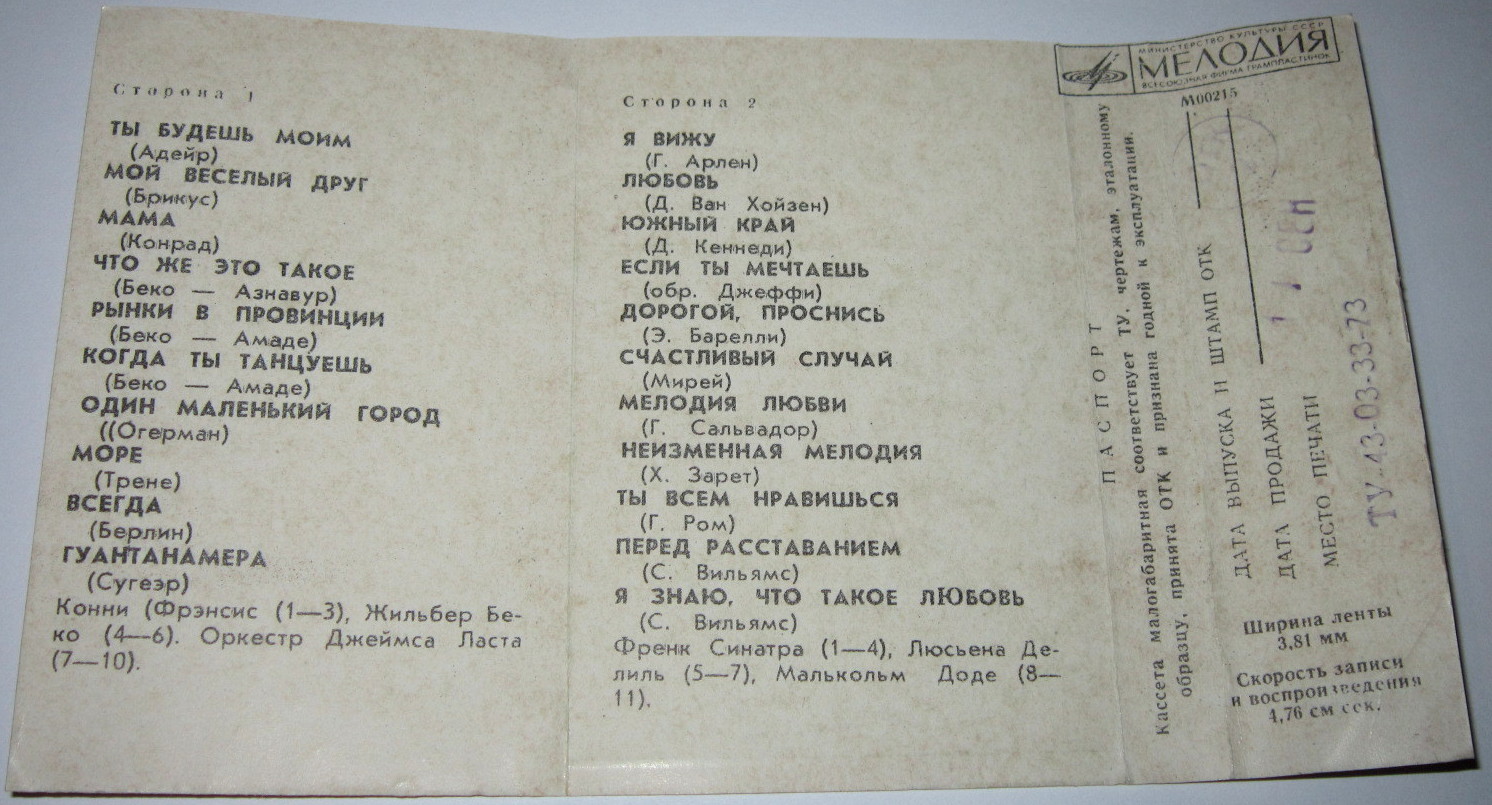 Сторона 1
ТЫ БУДЕШЬ МОИМ
(Адейр)
МОЙ ВЕСЕЛЫЙ ДРУГ
(Брикус)
МАМА
(Конрад)
ЧТО ЖЕ ЭТО ТАКОЕ
(Беко — Азнавур)
РЫНКИ В ПРОВИНЦИИ
(Беко — Амаде)
КОГДА ТЫ ТАНЦУЕШЬ
(Беко — Амаде)
ОДИН МАЛЕНЬКИЙ ГОРОД
((Огерман)
МОРЕ
(Трене)
ВСЕГДА
(Берлин)
ГУАНТАНАМЕРА
(Сугеэр)
Конни (Фрэнсис (1—3), Жильбер Бе-
ко (4—6). Оркестр Джеймса Ласта
(7—10).
Сторона 2
Я ВИЖУ
(Г. Арлен)
ЛЮБОВЬ
(Д. Ван Хойзен)
ЮЖНЫЙ КРАЙ
(Д. Кеннеди)
ЕСЛИ ТЫ МЕЧТАЕШЬ
(обр. Джеффи)
ДОРОГОЙ, ПРОСНИСЬ
(Э. Барелли)
СЧАСТЛИВЫЙ СЛУЧАЙ
(Мирей)
МЕЛОДИЯ ЛЮБВИ
(Г. Сальвадор)
НЕИЗМЕННАЯ МЕЛОДИЯ
(Х. Зарет)
ТЫ ВСЕМ НРАВИШЬСЯ
(Г. Ром)
ПЕРЕД РАССТАВАНИЕМ
(С. Вильямс)
Я ЗНАЮ, ЧТО ТАКОЕ ЛЮБОВЬ
(С. Вильямс)
Френк Синатра (1—4), Люсьена Де-
лиль (5—7), Малькольм Доде (8—
11).
МИНИСТЕРСТВО КУЛЬТУРЫ СССР
МЕЛОДИЯ
ВСЕСОЮЗНАЯ ФИРМА ГРАМПЛАСТИНОК
М00215
ПАСПОРТ
Кассета малогабаритная соответствует ТУ, чертежам, эталонному
образцу, принята ОТК и признана годной к эксплуатации.
ДАТА ВЫПУСКА И ШТАМП ОТК
ДАТА ПРОДАЖИ
МЕСТО ПЕЧАТИ
ТУ.43-03-33-73
Ширина ленты
3,81 мм
Скорость записи
и воспроизведения
4,76 см сек.